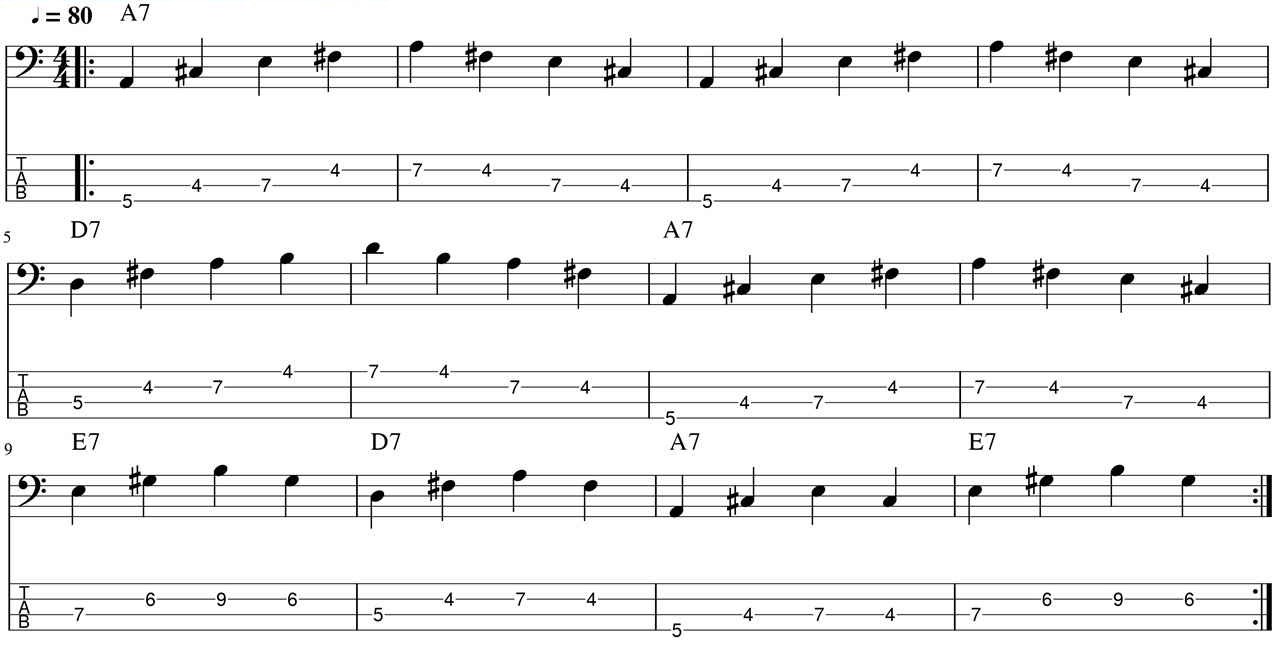 ♩ = 80 A7
4
4
T 4 7 4 4 7 4
A 4 7 7 4 4 7 7 4
B 5 5
5 D7 A7
T 4 7 4
A 4 7 7 4 4 7 4
B 5 4 7 7 4
5
9 E7 D7 A7 E7
T
A 6 9 6 4 7 4 6 9 6
B 7 5 4 7 4 7
5